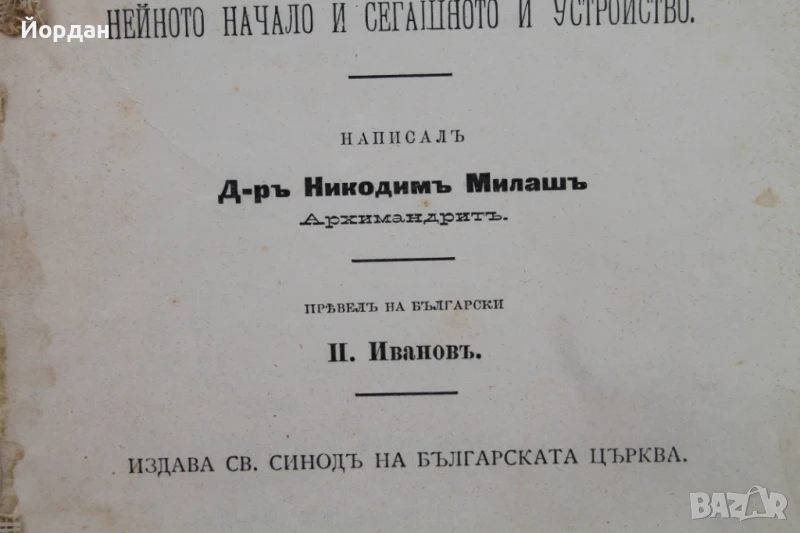 Йордан
НЕЙНОТО НАЧАЛО И СЕГАШНОТО Ѝ УСТРОЙСТВО.
НАПИСАЛЪ
Д-ръ Никодимъ Милашъ
Архимандритъ.
ПРѢВЕЛЪ НА БЪЛГАРСКИ
П. Ивановъ.
ИЗДАВА СВ. СИНОДЪ НА БЪЛГАРСКАТА ЦЪРКВА.
BAZAR